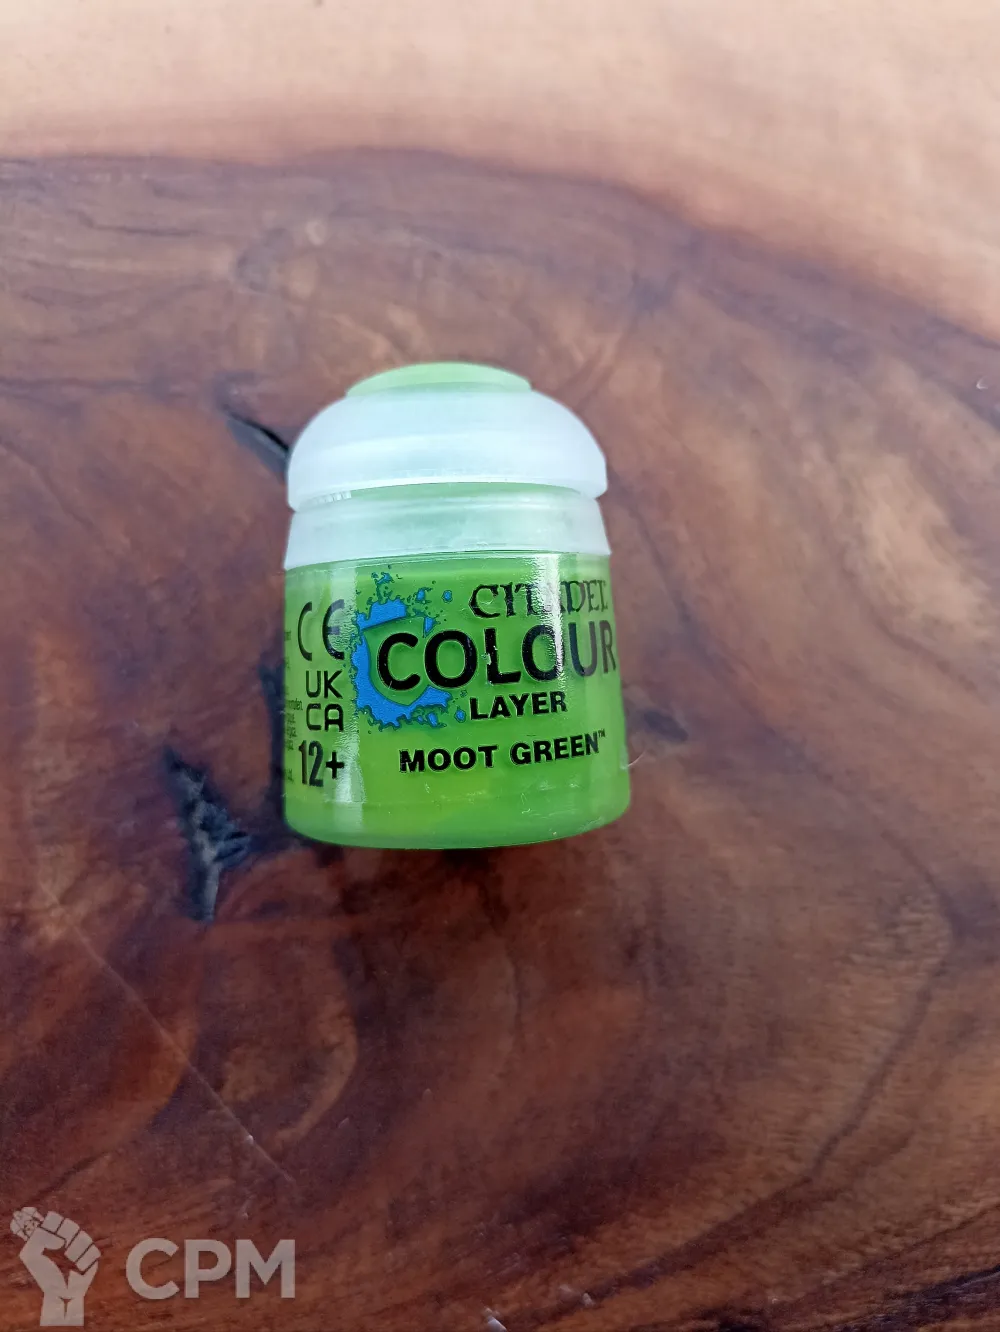 CITADEL
COLOUR
LAYER
MOOT GREEN™
CE
UK
CA
12+
CPM